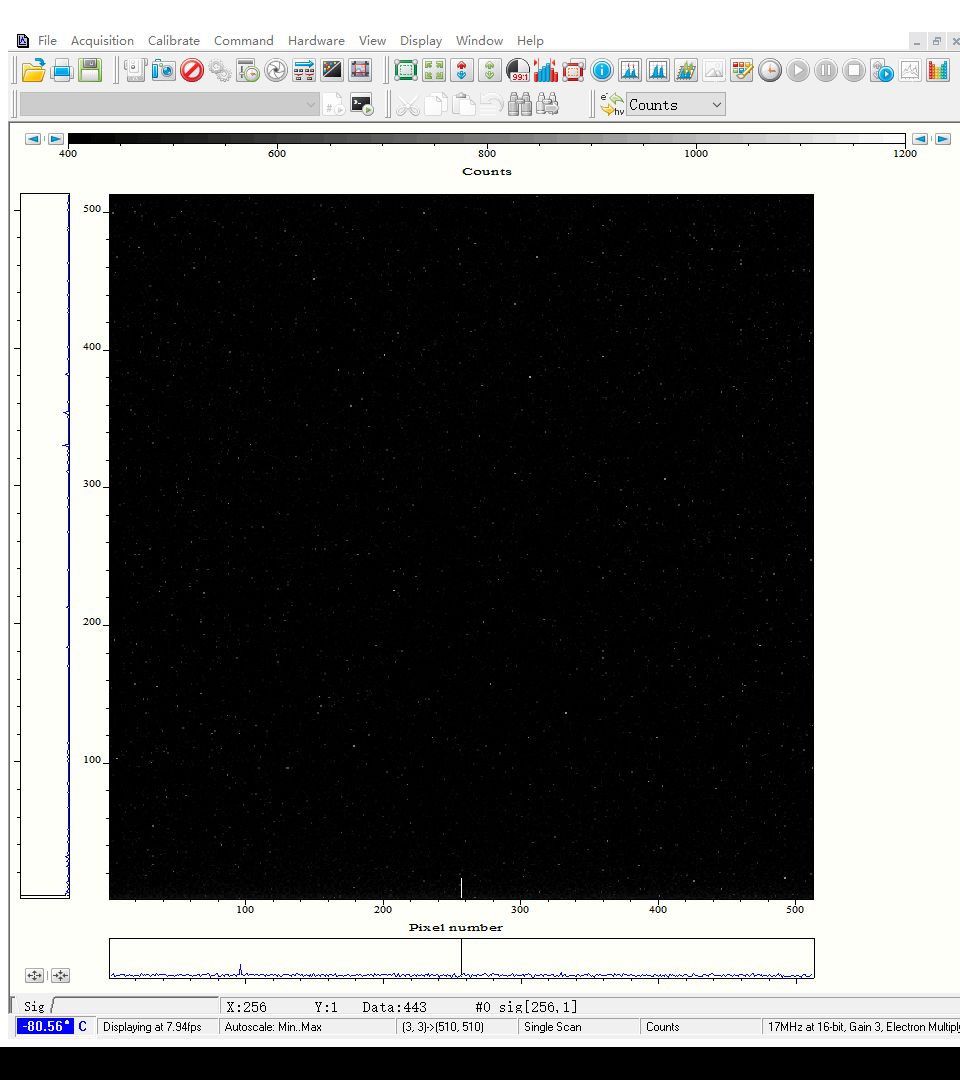 File Acquisition Calibrate Command Hardware View Display Window Help
99:1
Counts
400 600 800 1000 1200
Counts
500
400
300
200
100
100 200 300 400 500
Pixel number
Sig X:256 Y:1 Data:443 #0 sig[256,1]
-80.56° C Displaying at 7.94fps Autoscale: Min..Max (3, 3)->(510, 510) Single Scan Counts 17MHz at 16-bit, Gain 3, Electron Multiply